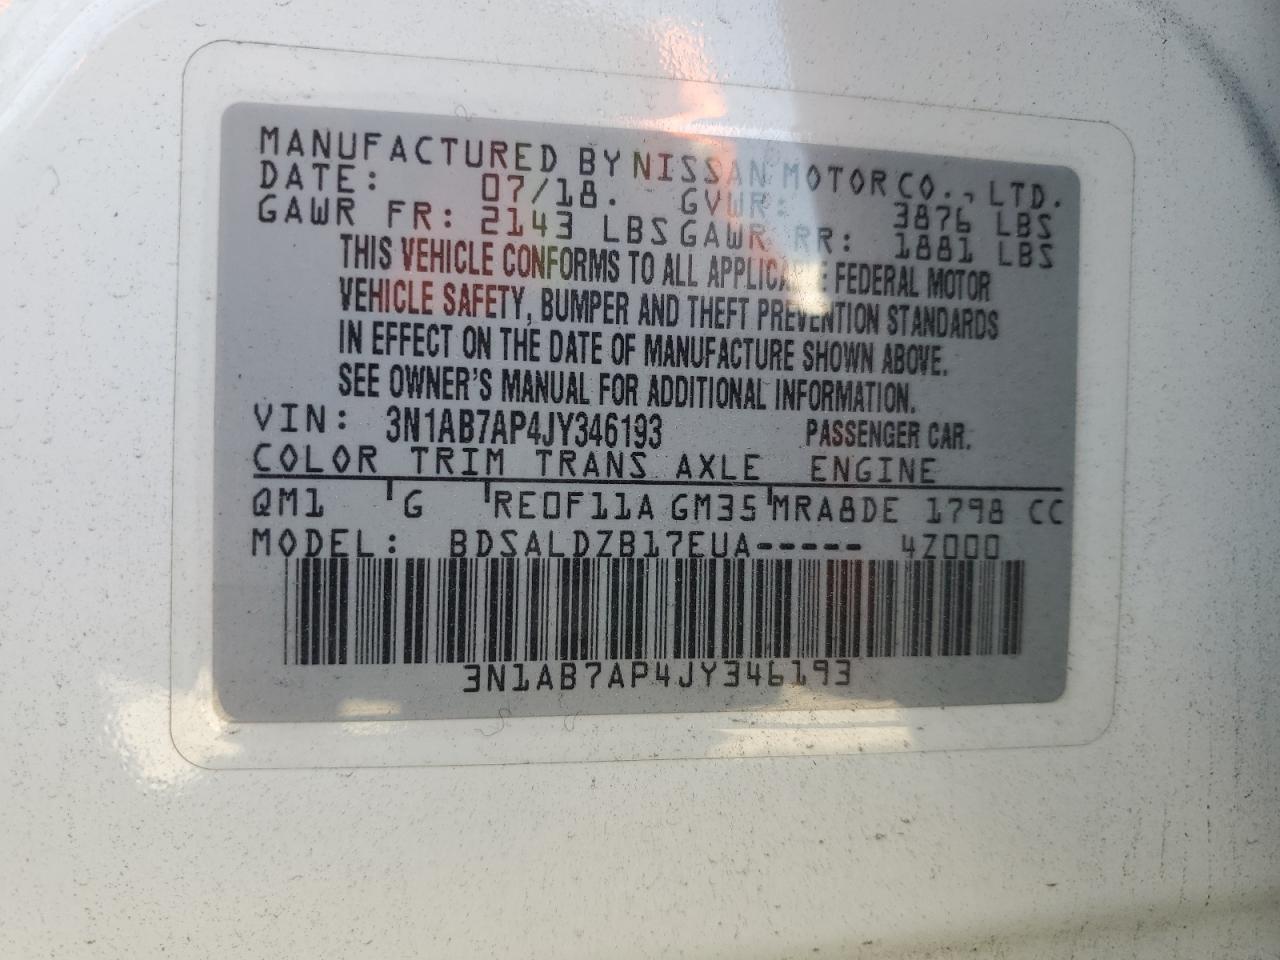 MANUFACTURED BY NISSAN MOTOR CO., LTD.
DATE: 07/18. GVWR: 3876 LBS
GAWR FR: 2143 LBS GAWR RR: 1881 LBS
THIS VEHICLE CONFORMS TO ALL APPLICABLE FEDERAL MOTOR
VEHICLE SAFETY, BUMPER AND THEFT PREVENTION STANDARDS
IN EFFECT ON THE DATE OF MANUFACTURE SHOWN ABOVE.
SEE OWNER'S MANUAL FOR ADDITIONAL INFORMATION.
VIN: 3N1AB7AP4JY346193 PASSENGER CAR.
COLOR TRIM TRANS AXLE ENGINE
QM1 G RE0F11A GM35 MRA8DE 1798 CC
MODEL: BDSALDZB17EUA----- 4Z000
3N1AB7AP4JY346193